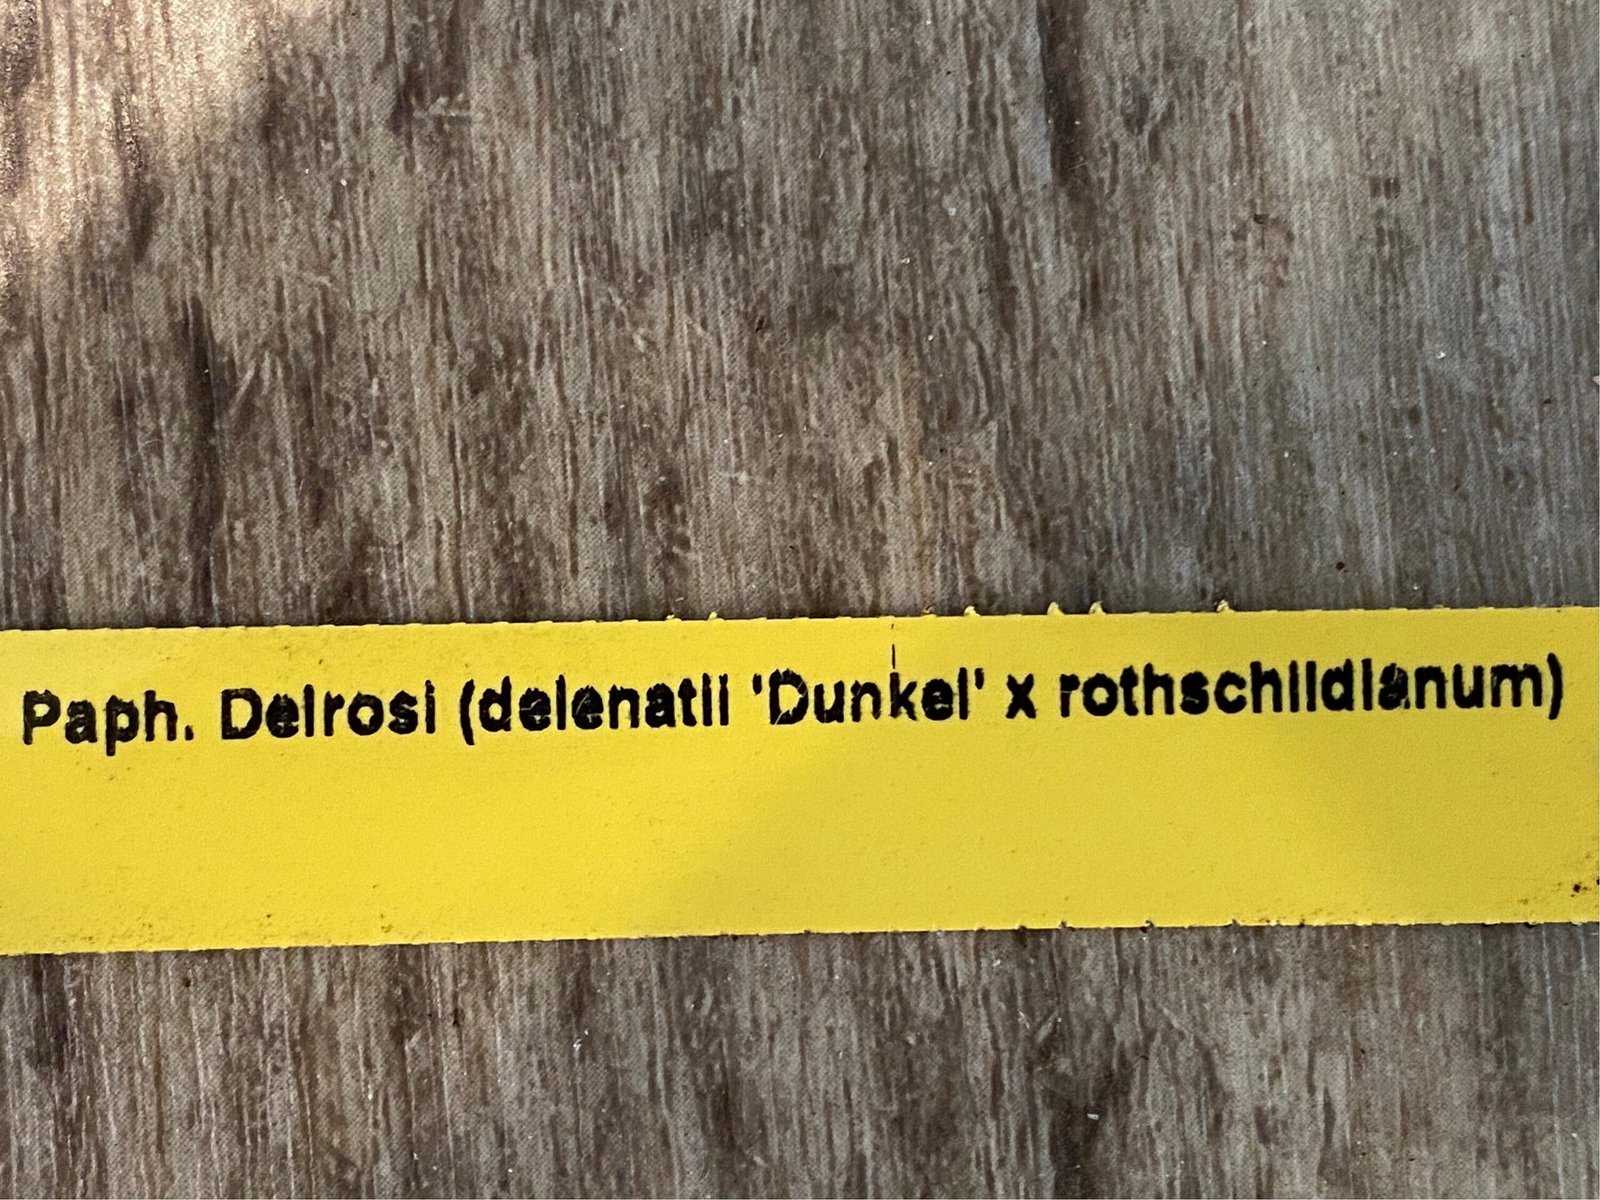 Paph. Delrosi (delenatii 'Dunkel' x rothschildianum)